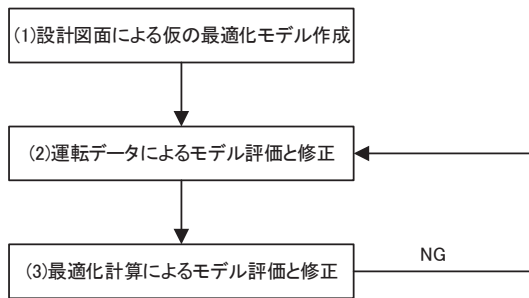 (1)設計図面による仮の最適化モデル作成
(2)運転データによるモデル評価と修正
(3)最適化計算によるモデル評価と修正
NG